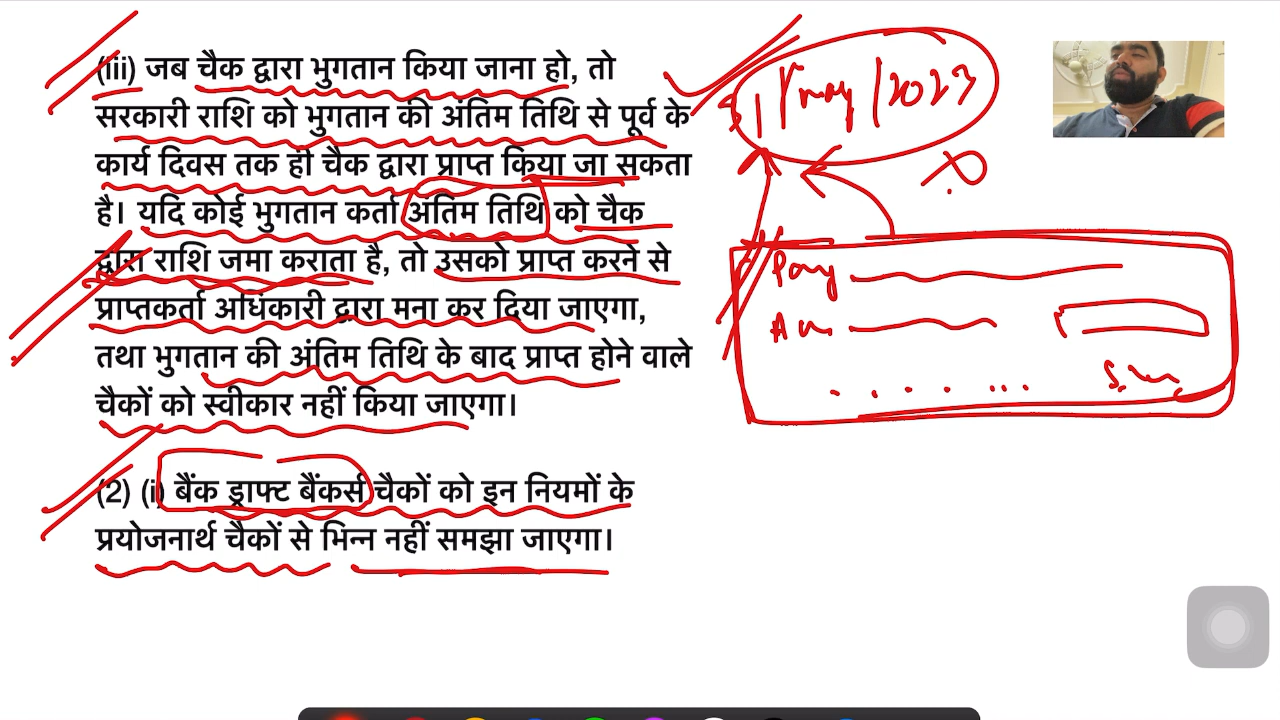 (iii) जब चैक द्वारा भुगतान किया जाना हो, तो
सरकारी राशि को भुगतान की अंतिम तिथि से पूर्व के
कार्य दिवस तक ही चैक द्वारा प्राप्त किया जा सकता
है। यदि कोई भुगतान कर्ता अंतिम तिथि को चैक
द्वारा राशि जमा कराता है, तो उसको प्राप्त करने से
प्राप्तकर्ता अधिकारी द्वारा मना कर दिया जाएगा,
तथा भुगतान की अंतिम तिथि के बाद प्राप्त होने वाले
चैकों को स्वीकार नहीं किया जाएगा।
(2) (i) बैंक ड्राफ्ट बैंकर्स चैकों को इन नियमों के
प्रयोजनार्थ चैकों से भिन्न नहीं समझा जाएगा।
31/may/2023
Pay